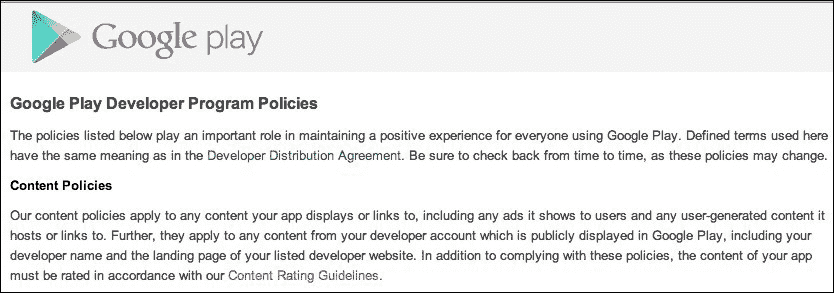 Google play
Google Play Developer Program Policies
The policies listed below play an important role in maintaining a positive experience for everyone using Google Play. Defined terms used here
have the same meaning as in the Developer Distribution Agreement. Be sure to check back from time to time, as these policies may change.
Content Policies
Our content policies apply to any content your app displays or links to, including any ads it shows to users and any user-generated content it
hosts or links to. Further, they apply to any content from your developer account which is publicly displayed in Google Play, including your
developer name and the landing page of your listed developer website. In addition to complying with these policies, the content of your app
must be rated in accordance with our Content Rating Guidelines.